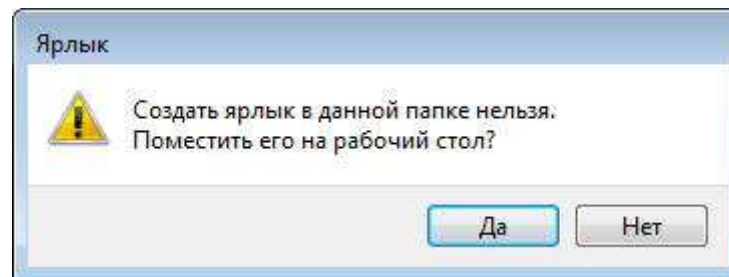 Ярлык
Создать ярлык в данной папке нельзя.
Поместить его на рабочий стол?
Да Нет